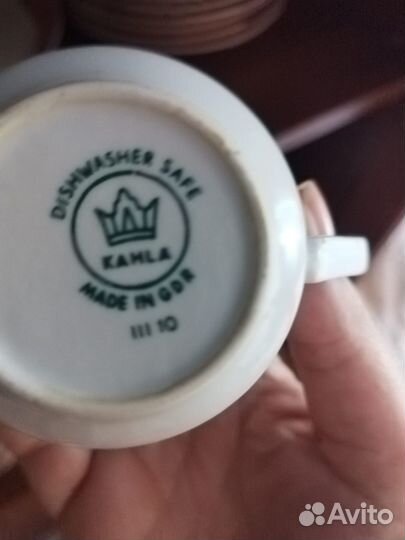 DISHWASHER SAFE
KAHLA
MADE IN GDR
III 10
Avito